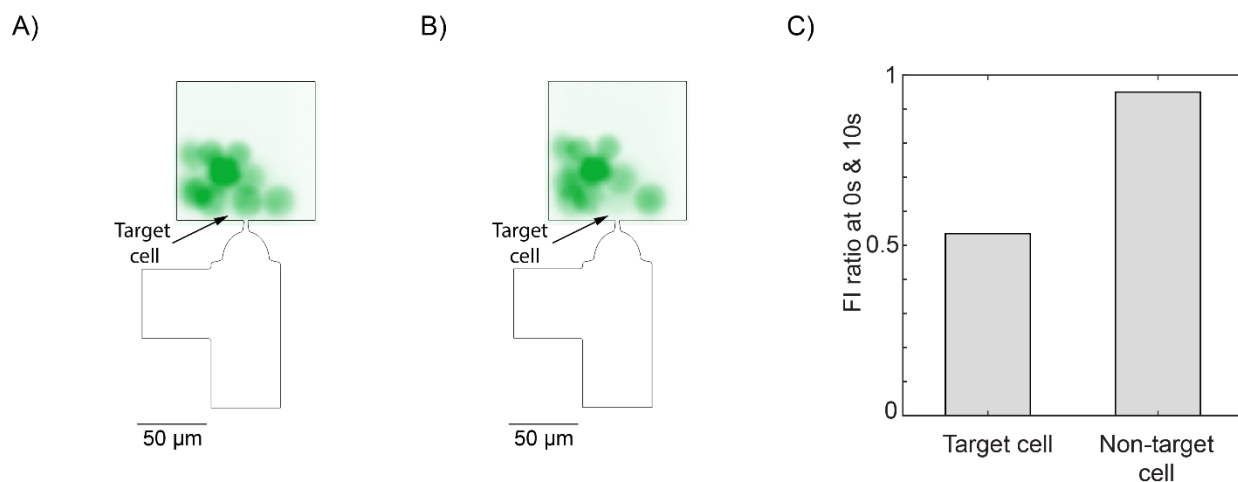 A)
B)
C)
Target
cell
50 µm
Target
cell
50 µm
FI ratio at 0s & 10s
1
0.5
0
Target cell
Non-target
cell